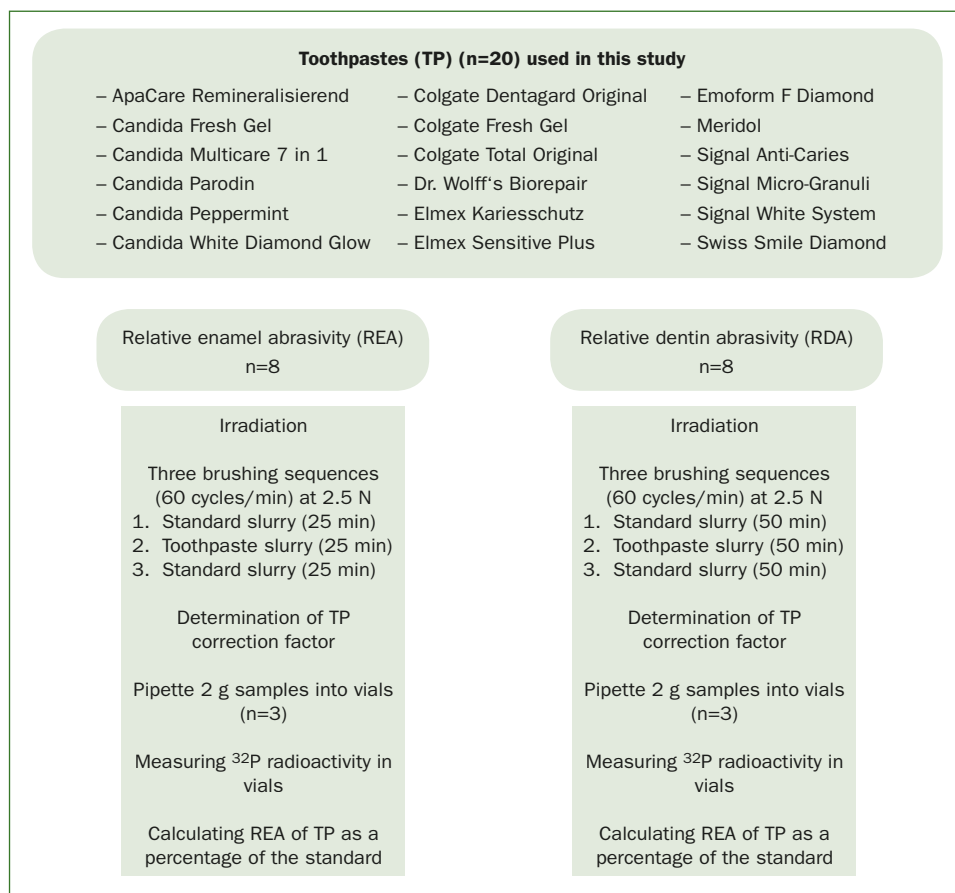 Toothpastes (TP) (n=20) used in this study
– ApaCare Remineralisierend
– Candida Fresh Gel
– Candida Multicare 7 in 1
– Candida Parodin
– Candida Peppermint
– Candida White Diamond Glow
– Colgate Dentagard Original
– Colgate Fresh Gel
– Colgate Total Original
– Dr. Wolff‘s Biorepair
– Elmex Kariesschutz
– Elmex Sensitive Plus
– Emoform F Diamond
– Meridol
– Signal Anti-Caries
– Signal Micro-Granuli
– Signal White System
– Swiss Smile Diamond
Relative enamel abrasivity (REA)
n=8
Irradiation
Three brushing sequences
(60 cycles/min) at 2.5 N
1. Standard slurry (25 min)
2. Toothpaste slurry (25 min)
3. Standard slurry (25 min)
Determination of TP
correction factor
Pipette 2 g samples into vials
(n=3)
Measuring ³²P radioactivity in
vials
Calculating REA of TP as a
percentage of the standard
Relative dentin abrasivity (RDA)
n=8
Irradiation
Three brushing sequences
(60 cycles/min) at 2.5 N
1. Standard slurry (50 min)
2. Toothpaste slurry (50 min)
3. Standard slurry (50 min)
Determination of TP
correction factor
Pipette 2 g samples into vials
(n=3)
Measuring ³²P radioactivity in
vials
Calculating REA of TP as a
percentage of the standard